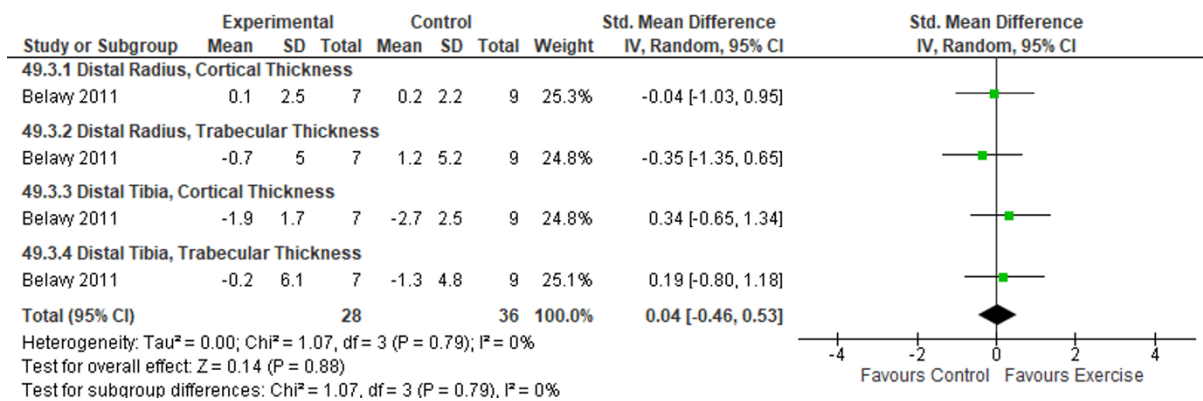 Experimental Control Std. Mean Difference Std. Mean Difference
Study or Subgroup Mean SD Total Mean SD Total Weight IV, Random, 95% CI IV, Random, 95% CI
49.3.1 Distal Radius, Cortical Thickness
Belavy 2011 0.1 2.5 7 0.2 2.2 9 25.3% -0.04 [-1.03, 0.95]
49.3.2 Distal Radius, Trabecular Thickness
Belavy 2011 -0.7 5 7 1.2 5.2 9 24.8% -0.35 [-1.35, 0.65]
49.3.3 Distal Tibia, Cortical Thickness
Belavy 2011 -1.9 1.7 7 -2.7 2.5 9 24.8% 0.34 [-0.65, 1.34]
49.3.4 Distal Tibia, Trabecular Thickness
Belavy 2011 -0.2 6.1 7 -1.3 4.8 9 25.1% 0.19 [-0.80, 1.18]
Total (95% CI) 28 36 100.0% 0.04 [-0.46, 0.53]
Heterogeneity: Tau² = 0.00; Chi² = 1.07, df = 3 (P = 0.79); I² = 0%
Test for overall effect: Z = 0.14 (P = 0.88)
Test for subgroup differences: Chi² = 1.07, df = 3 (P = 0.79), I² = 0%
-4 -2 0 2 4
Favours Control Favours Exercise